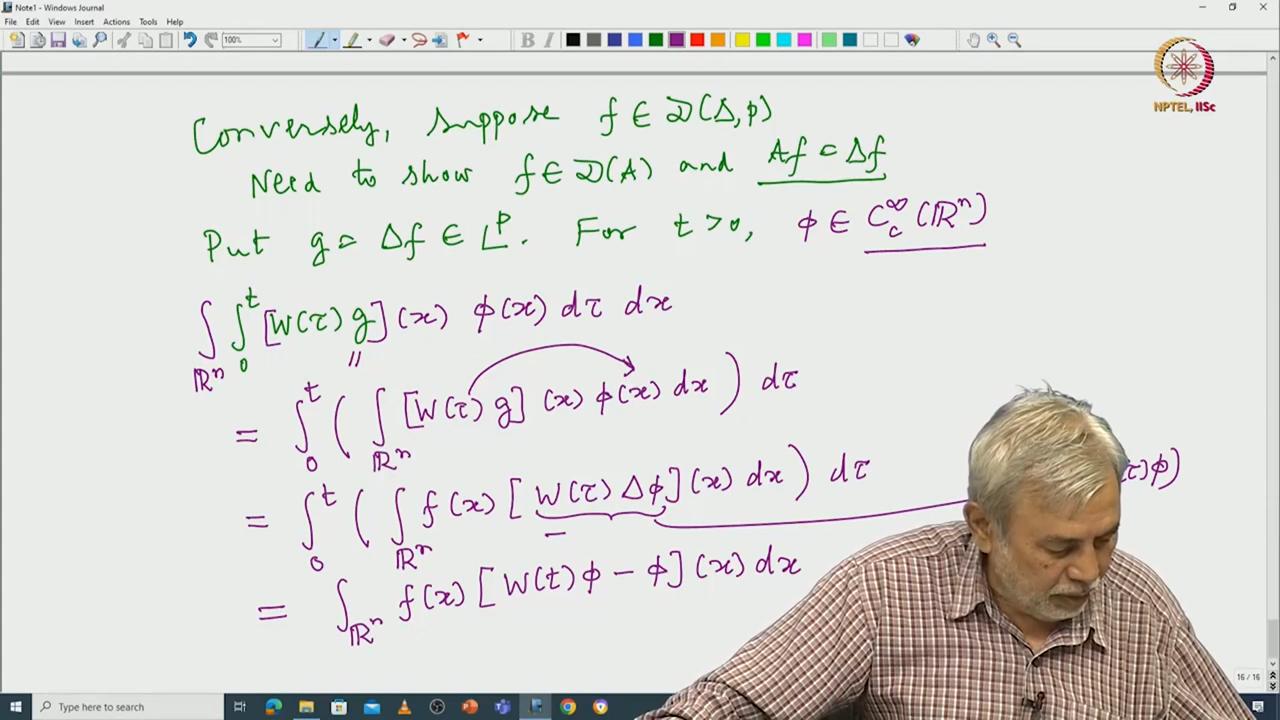 Note1 - Windows Journal
File Edit View Insert Actions Tools Help
100%
NPTEL, IISc
Conversely, suppose f ∈ D(Δ, p)
Need to show f ∈ D(A) and Af = Δf
Put g = Δf ∈ L^p. For t > 0, φ ∈ C_c^∞(ℝ^n)
∫_{ℝ^n} ∫_0^t [W(τ) g](x) φ(x) dτ dx
= ∫_0^t ( ∫_{ℝ^n} [W(τ) g](x) φ(x) dx ) dτ
= ∫_0^t ( ∫_{ℝ^n} f(x) [W(τ) Δφ](x) dx ) dτ τ)φ)
= ∫_{ℝ^n} f(x) [W(t)φ − φ](x) dx
16 / 16
Type here to search